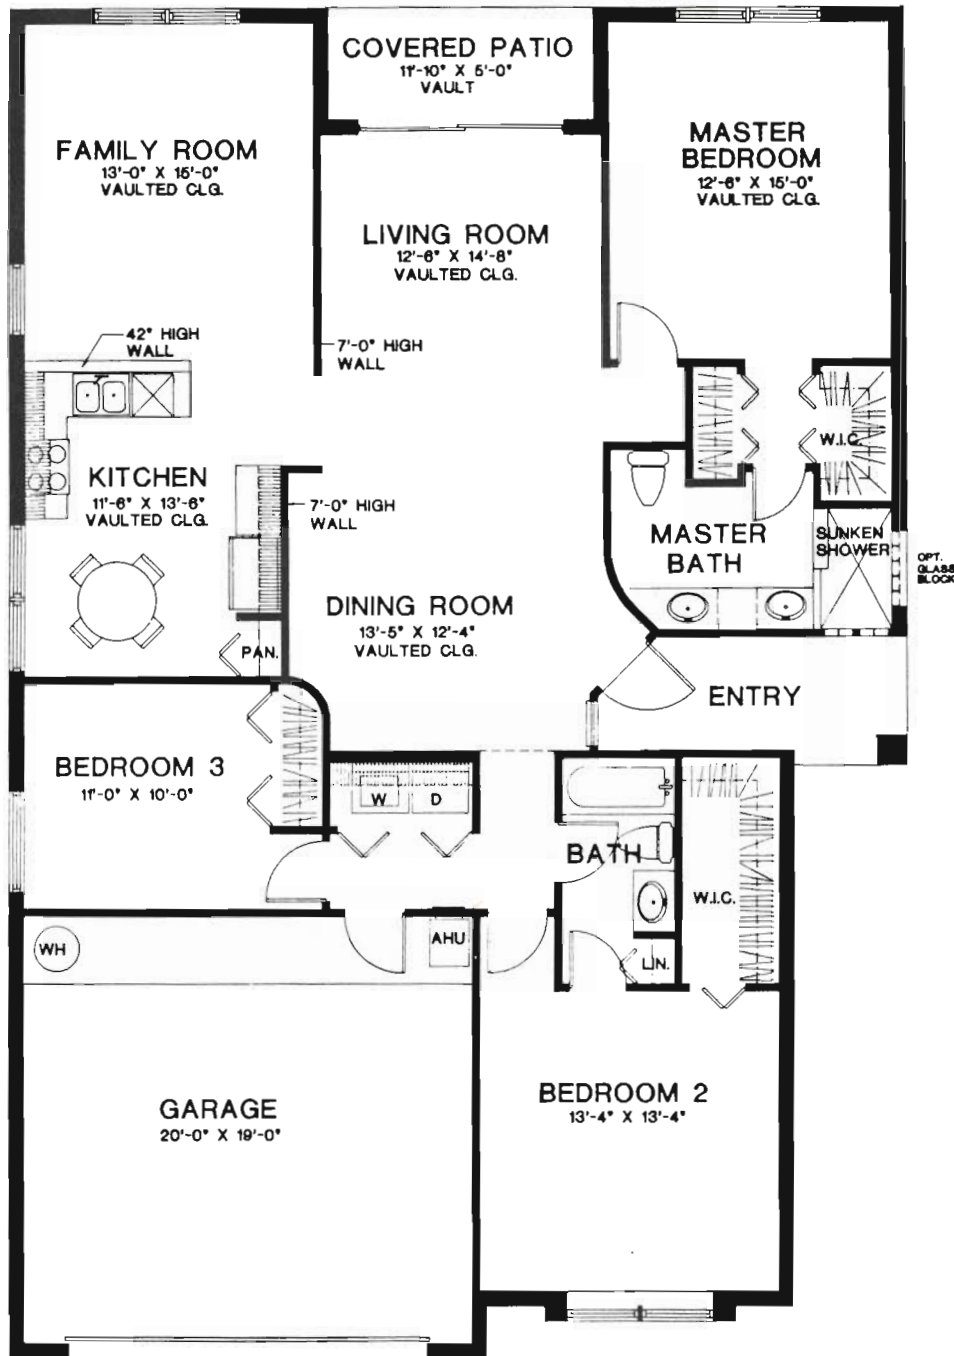 COVERED PATIO
11'-10" X 5'-0"
VAULT
FAMILY ROOM
13'-0" X 15'-0"
VAULTED CLG.
MASTER
BEDROOM
12'-6" X 15'-0"
VAULTED CLG.
LIVING ROOM
12'-6" X 14'-8"
VAULTED CLG.
42" HIGH
WALL
7'-0" HIGH
WALL
W.I.C.
KITCHEN
11'-6" X 13'-6"
VAULTED CLG.
7'-0" HIGH
WALL
MASTER
BATH
SUNKEN
SHOWER
OPT.
GLASS
BLOCK
DINING ROOM
13'-5" X 12'-4"
VAULTED CLG.
PAN.
ENTRY
BEDROOM 3
11'-0" X 10'-0"
W
D
BATH
W.I.C.
WH
AHU
LIN.
BEDROOM 2
13'-4" X 13'-4"
GARAGE
20'-0" X 19'-0"